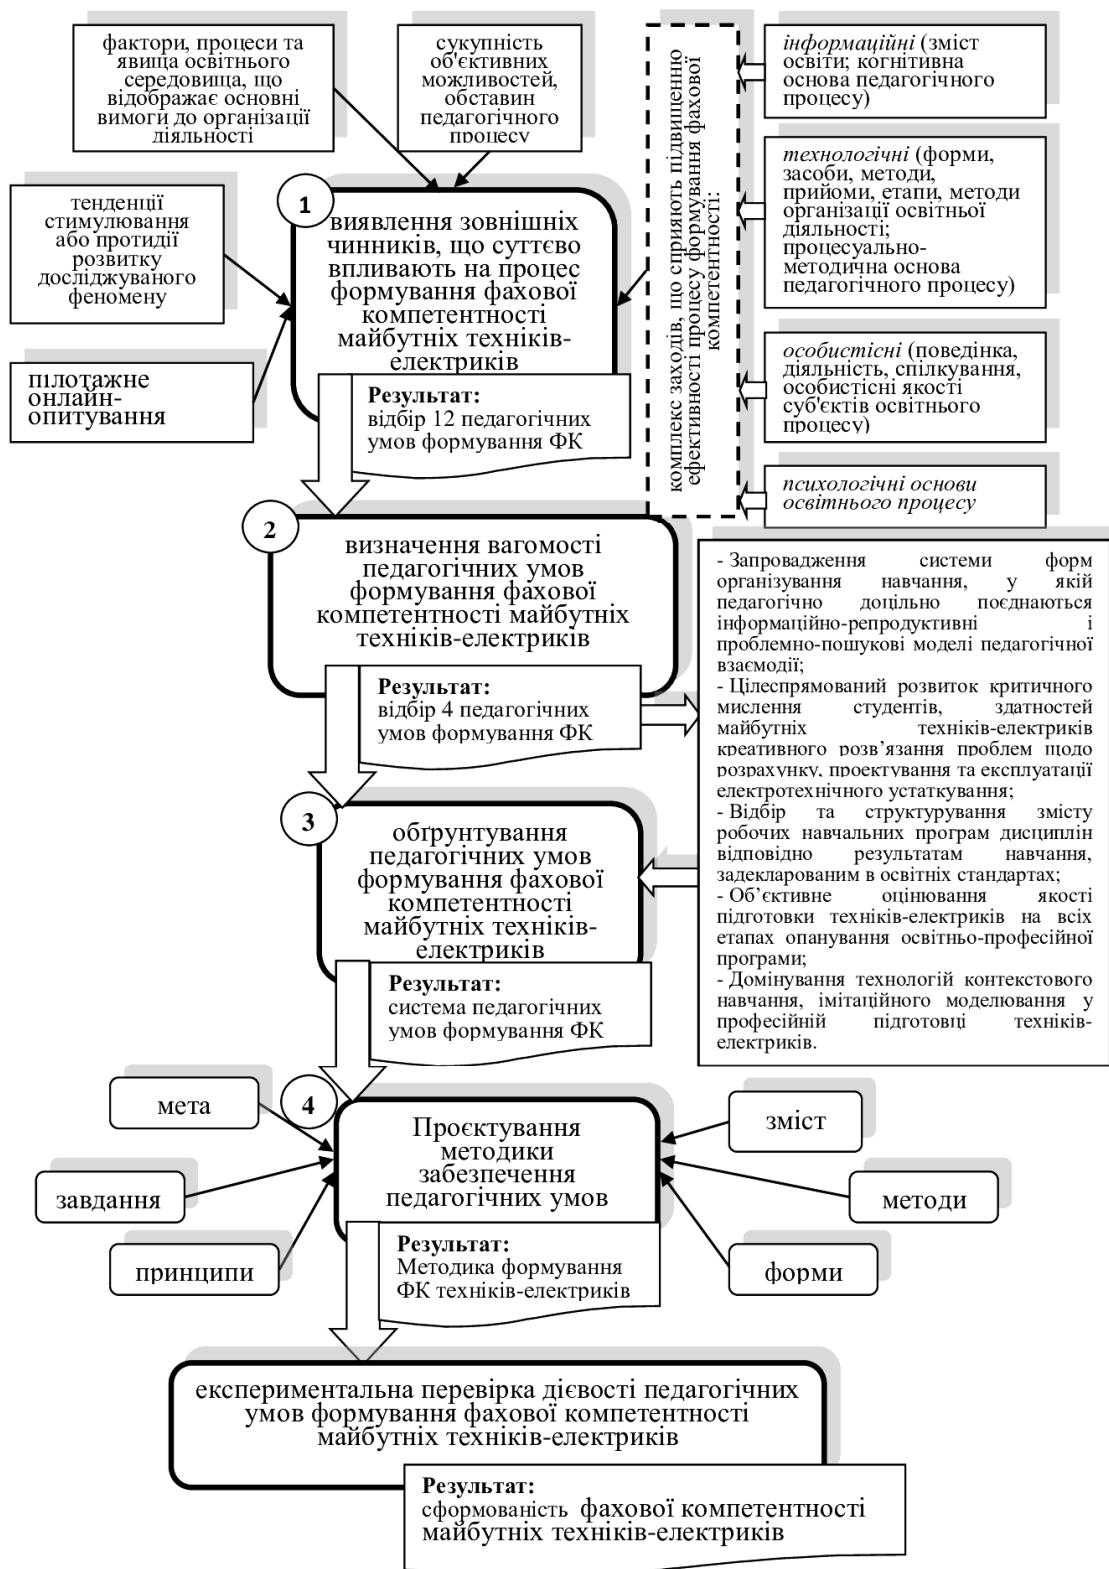 фактори, процеси та
явища освітнього
середовища, що
відображає основні
вимоги до організації
діяльності
сукупність
об'єктивних
можливостей,
обставин
педагогічного
процесу
тенденції
стимулювання
або протидії
розвитку
досліджуваного
феномену
пілотажне
онлайн-
опитування
1
виявлення зовнішніх
чинників, що суттєво
впливають на процес
формування фахової
компетентності
майбутніх техніків-
електриків
Результат:
відбір 12 педагогічних
умов формування ФК
комплекс заходів, що сприяють підвищенню
ефективності процесу формування фахової
компетентності:
інформаційні (зміст
освіти; когнітивна
основа педагогічного
процесу)
технологічні (форми,
засоби, методи,
прийоми, етапи, методи
організації освітньої
діяльності;
процесуально-
методична основа
педагогічного процесу)
особистісні (поведінка,
діяльність, спілкування,
особистісні якості
суб'єктів освітнього
процесу)
психологічні основи
освітнього процесу
2
визначення вагомості
педагогічних умов
формування фахової
компетентності майбутніх
техніків-електриків
Результат:
відбір 4 педагогічних
умов формування ФК
- Запровадження системи форм
організування навчання, у якій
педагогічно доцільно поєднаються
інформаційно-репродуктивні і
проблемно-пошукові моделі педагогічної
взаємодії;
- Цілеспрямований розвиток критичного
мислення студентів, здатностей
майбутніх техніків-електриків
креативного розв’язання проблем щодо
розрахунку, проектування та експлуатації
електротехнічного устаткування;
- Відбір та структурування змісту
робочих навчальних програм дисциплін
відповідно результатам навчання,
задекларованим в освітніх стандартах;
- Об’єктивне оцінювання якості
підготовки техніків-електриків на всіх
етапах опанування освітньо-професійної
програми;
- Домінування технологій контекстового
навчання, імітаційного моделювання у
професійній підготовці техніків-
електриків.
3
обґрунтування
педагогічних умов
формування фахової
компетентності
майбутніх техніків-
електриків
Результат:
система педагогічних
умов формування ФК
4
Проєктування
методики
забезпечення
педагогічних умов
мета
завдання
принципи
зміст
методи
форми
Результат:
Методика формування
ФК техніків-електриків
експериментальна перевірка дієвості педагогічних
умов формування фахової компетентності
майбутніх техніків-електриків
Результат:
сформованість фахової компетентності
майбутніх техніків-електриків